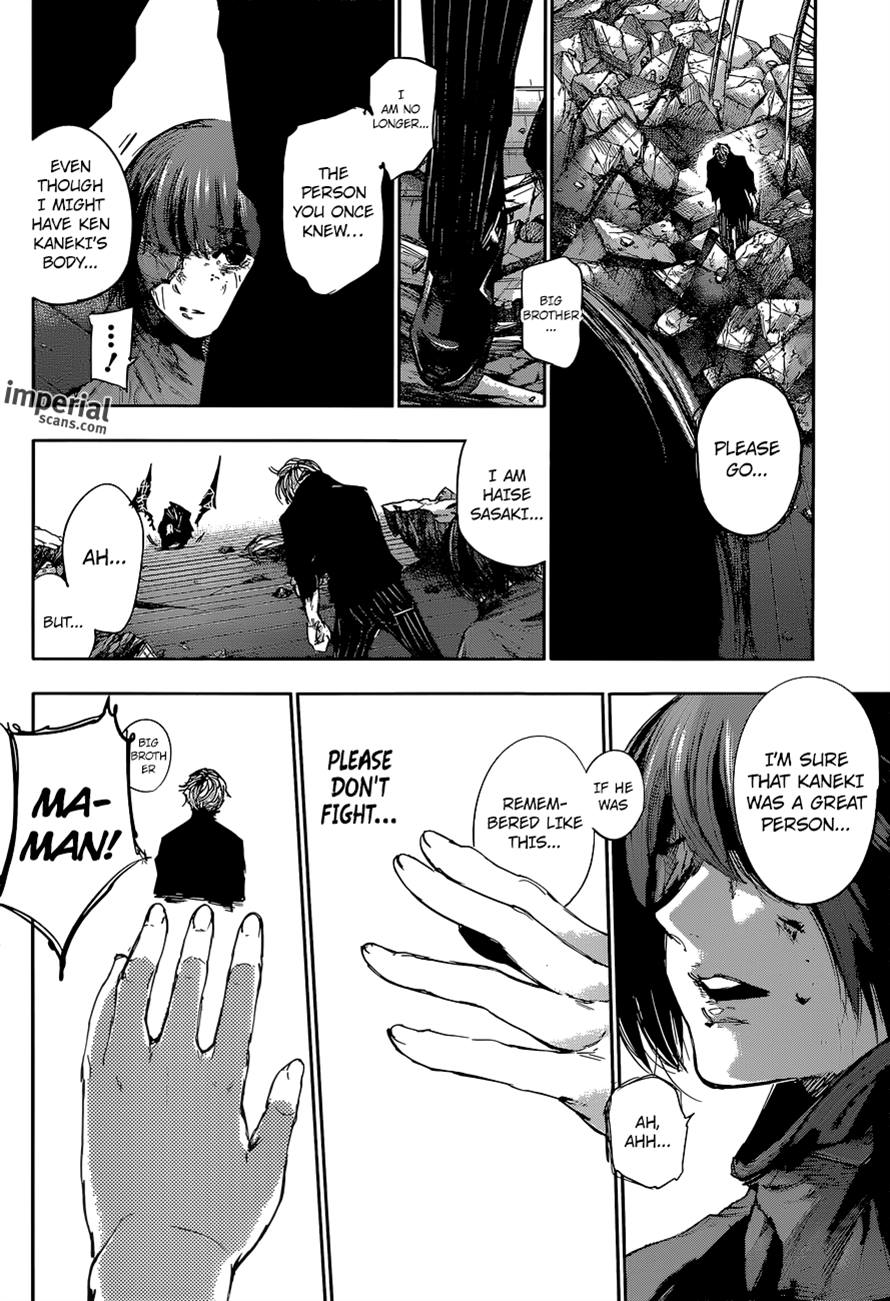 BIG
BROTHER
...
PLEASE
GO...
I
AM NO
LONGER...
THE
PERSON
YOU ONCE
KNEW...
EVEN
THOUGH
I MIGHT
HAVE KEN
KANEKI'S
BODY...
...!
imperial
scans.com
I AM
HAISE
SASAKI...
AH...
BUT...
I'M SURE
THAT KANEKI
WAS A GREAT
PERSON...
AH,
AHH...
IF HE
WAS
REMEM-
BERED LIKE
THIS...
PLEASE
DON'T
FIGHT...
BIG
BROTH
ER
MA-
MAN!